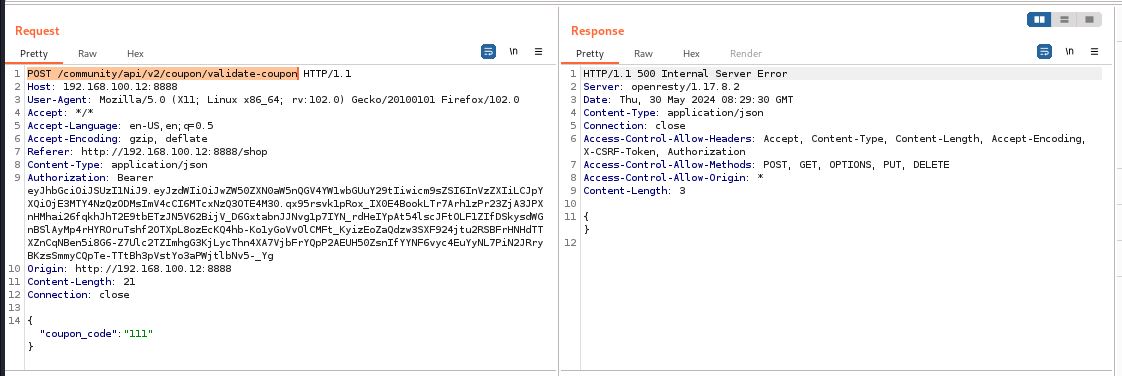 Request
Pretty Raw Hex
\n
1 POST /community/api/v2/coupon/validate-coupon HTTP/1.1
2 Host: 192.168.100.12:8888
3 User-Agent: Mozilla/5.0 (X11; Linux x86_64; rv:102.0) Gecko/20100101 Firefox/102.0
4 Accept: */*
5 Accept-Language: en-US,en;q=0.5
6 Accept-Encoding: gzip, deflate
7 Referer: http://192.168.100.12:8888/shop
8 Content-Type: application/json
9 Authorization: Bearer
10 Origin: http://192.168.100.12:8888
11 Content-Length: 21
12 Connection: close
13
14 {
"coupon_code":"111"
}
Response
Pretty Raw Hex Render
\n
1 HTTP/1.1 500 Internal Server Error
2 Server: openresty/1.17.8.2
3 Date: Thu, 30 May 2024 08:29:30 GMT
4 Content-Type: application/json
5 Connection: close
6 Access-Control-Allow-Headers: Accept, Content-Type, Content-Length, Accept-Encoding,
X-CSRF-Token, Authorization
7 Access-Control-Allow-Methods: POST, GET, OPTIONS, PUT, DELETE
8 Access-Control-Allow-Origin: *
9 Content-Length: 3
10
11 {
}
12